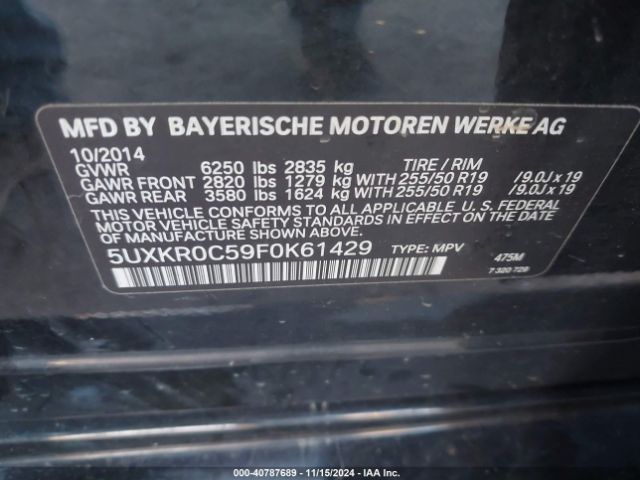 MFD BY BAYERISCHE MOTOREN WERKE AG
10/2014
GVWR 6250 lbs 2835 kg TIRE / RIM
GAWR FRONT 2820 lbs 1279 kg WITH 255/50 R19 /9.0J x 19
GAWR REAR 3580 lbs 1624 kg WITH 255/50 R19 /9.0J x 19
THIS VEHICLE CONFORMS TO ALL APPLICABLE U. S. FEDERAL
MOTOR VEHICLE SAFETY STANDARDS IN EFFECT ON THE DATE
OF MANUFACTURE SHOWN ABOVE.
5UXKR0C59F0K61429 TYPE: MPV 475M
7 320 728
000-40787689 - 11/15/2024 - IAA Inc.